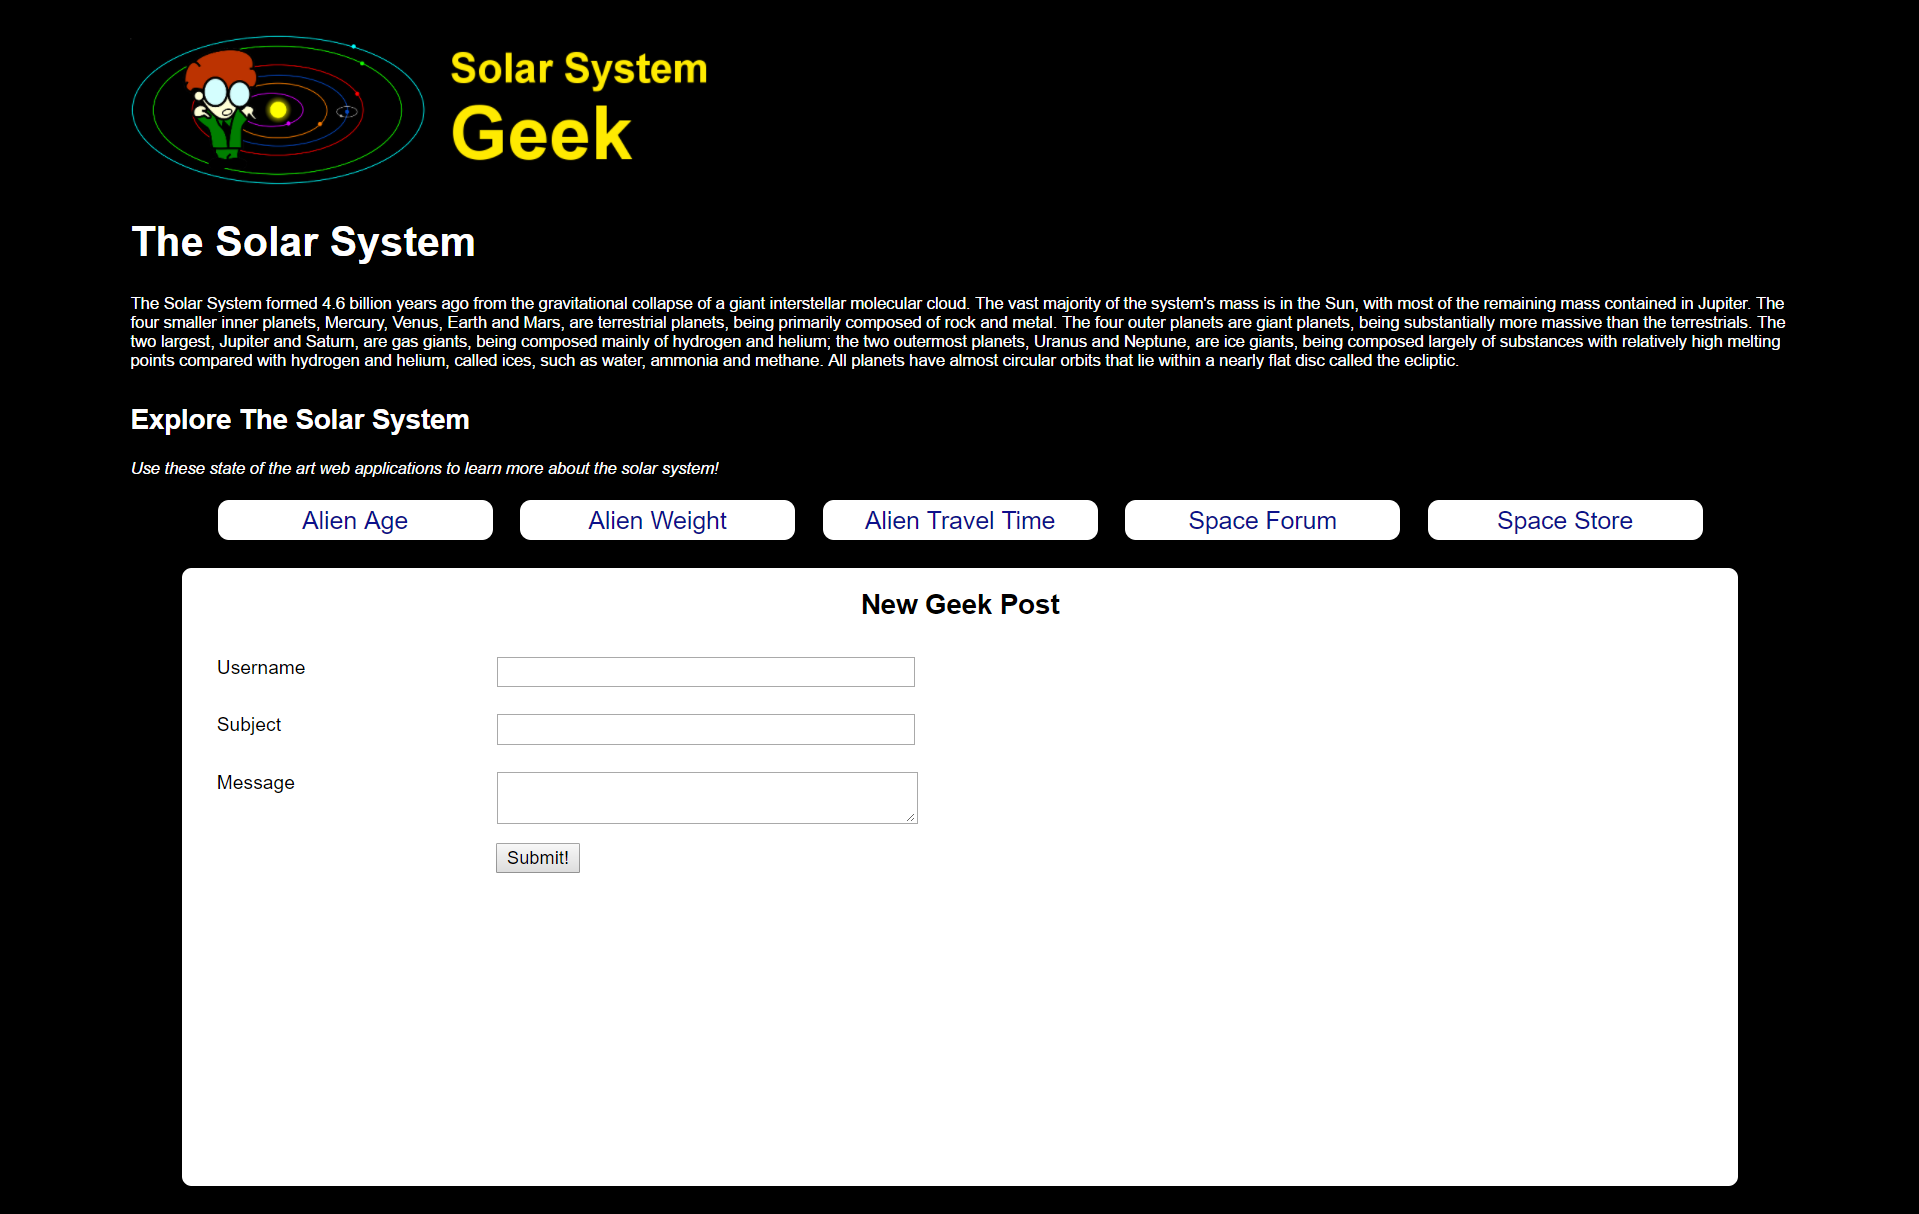 Solar System
Geek
The Solar System
The Solar System formed 4.6 billion years ago from the gravitational collapse of a giant interstellar molecular cloud. The vast majority of the system's mass is in the Sun, with most of the remaining mass contained in Jupiter. The
four smaller inner planets, Mercury, Venus, Earth and Mars, are terrestrial planets, being primarily composed of rock and metal. The four outer planets are giant planets, being substantially more massive than the terrestrials. The
two largest, Jupiter and Saturn, are gas giants, being composed mainly of hydrogen and helium; the two outermost planets, Uranus and Neptune, are ice giants, being composed largely of substances with relatively high melting
points compared with hydrogen and helium, called ices, such as water, ammonia and methane. All planets have almost circular orbits that lie within a nearly flat disc called the ecliptic.
Explore The Solar System
Use these state of the art web applications to learn more about the solar system!
Alien Age Alien Weight Alien Travel Time Space Forum Space Store
New Geek Post
Username
Subject
Message
Submit!